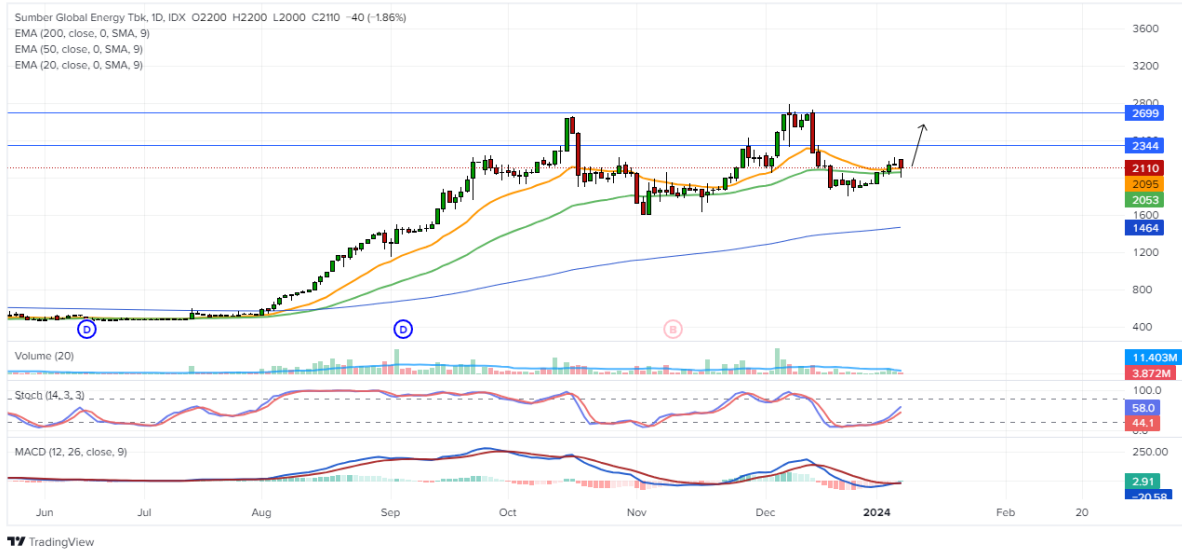 Sumber Global Energy Tbk, 1D, IDX O2200 H2200 L2000 C2110 −40 (−1.86%)
EMA (200, close, 0, SMA, 9)
EMA (50, close, 0, SMA, 9)
EMA (20, close, 0, SMA, 9)
3600
3200
2800
2699
2344
2110
2095
2053
1600
1464
1200
800
400
D
D
B
Volume (20)
11.403M
3.872M
Stoch (14, 3, 3)
100.0
58.0
44.1
MACD (12, 26, close, 9)
250.00
2.91
−20.58
Jun Jul Aug Sep Oct Nov Dec 2024 Feb 20
TradingView